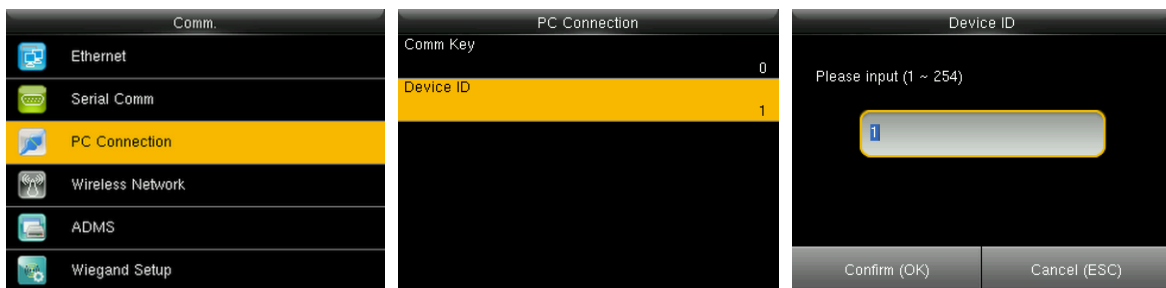 Comm.
Ethernet
Serial Comm
PC Connection
Wireless Network
ADMS
Wiegand Setup
PC Connection
Comm Key
0
Device ID
1
Device ID
Please input (1 ~ 254)
1
Confirm (OK)
Cancel (ESC)